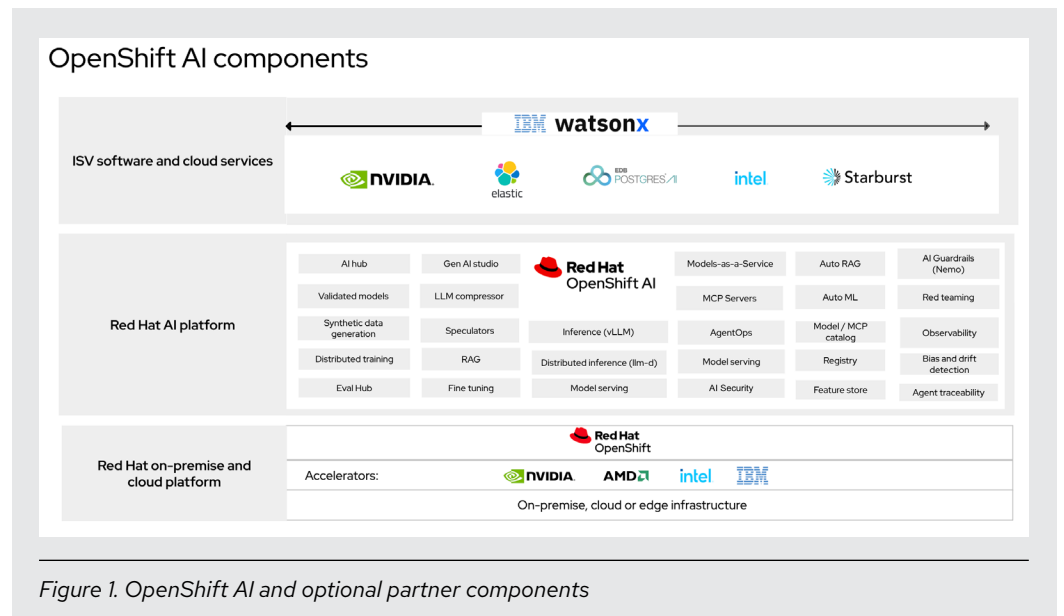 OpenShift AI components
IBM watsonx
ISV software and cloud services
NVIDIA.
elastic
EDB
POSTGRES AI
intel
Starburst
Red Hat AI platform
AI hub
Gen AI studio
Red Hat
OpenShift AI
Models-as-a-Service
Auto RAG
AI Guardrails
(Nemo)
Validated models
LLM compressor
MCP Servers
Auto ML
Red teaming
Synthetic data
generation
Speculators
Inference (vLLM)
AgentOps
Model / MCP
catalog
Observability
Distributed training
RAG
Distributed inference (llm-d)
Model serving
Registry
Bias and drift
detection
Eval Hub
Fine tuning
Model serving
AI Security
Feature store
Agent traceability
Red Hat on-premise and
cloud platform
Red Hat
OpenShift
Accelerators:
NVIDIA.
AMD
intel
IBM
On-premise, cloud or edge infrastructure
Figure 1. OpenShift AI and optional partner components